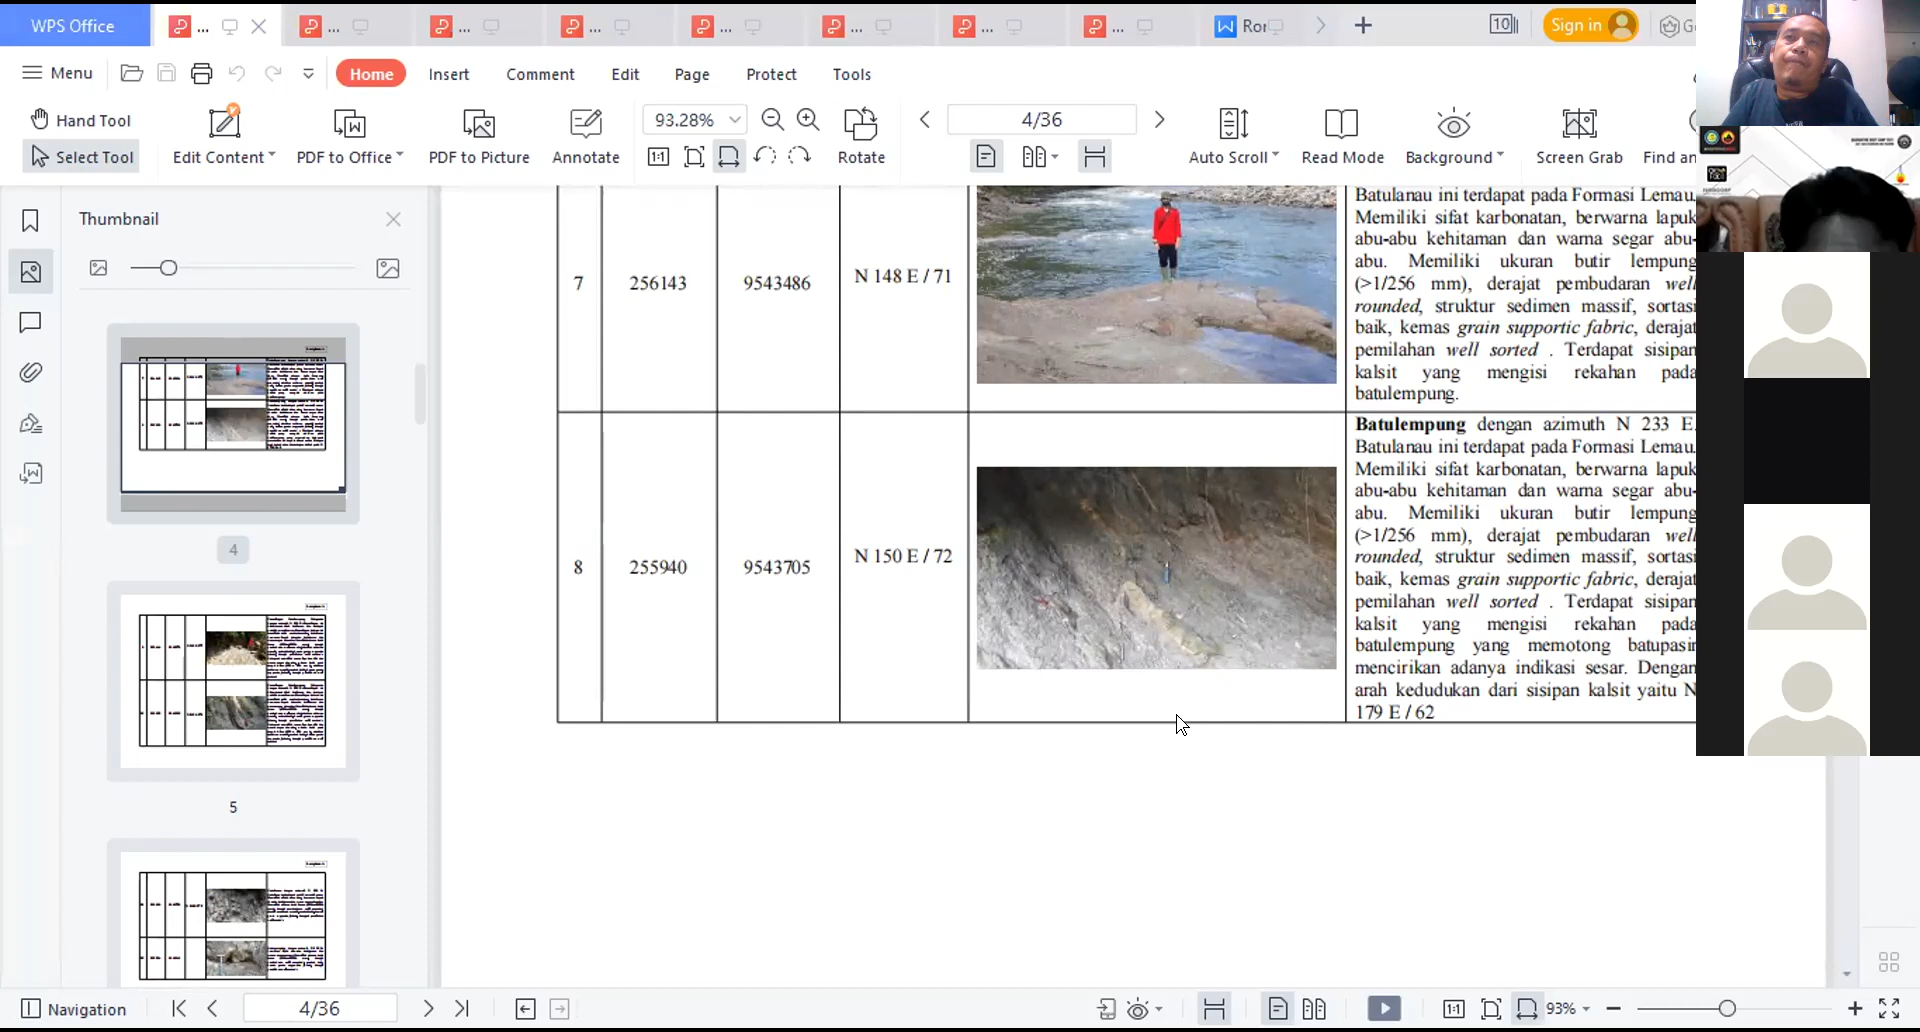 WPS Office
...
...
...
...
...
...
...
...
Ror
10
Sign in
G
Menu
Home
Insert
Comment
Edit
Page
Protect
Tools
Hand Tool
Select Tool
Edit Content
PDF to Office
PDF to Picture
Annotate
93.28%
1:1
Rotate
4/36
Auto Scroll
Read Mode
Background
Screen Grab
Find an
Thumbnail
4
5
7
256143
9543486
N 148 E / 71
Batulanau ini terdapat pada Formasi Lemau.
Memiliki sifat karbonatan, berwarna lapuk
abu-abu kehitaman dan warna segar abu-
abu. Memiliki ukuran butir lempung
(>1/256 mm), derajat pembudaran well
rounded, struktur sedimen massif, sortasi
baik, kemas grain supportic fabric, derajat
pemilahan well sorted . Terdapat sisipan
kalsit yang mengisi rekahan pada
batulempung.
8
255940
9543705
N 150 E / 72
Batulempung dengan azimuth N 233 E.
Batulanau ini terdapat pada Formasi Lemau.
Memiliki sifat karbonatan, berwarna lapuk
abu-abu kehitaman dan warna segar abu-
abu. Memiliki ukuran butir lempung
(>1/256 mm), derajat pembudaran well
rounded, struktur sedimen massif, sortasi
baik, kemas grain supportic fabric, derajat
pemilahan well sorted . Terdapat sisipan
kalsit yang mengisi rekahan pada
batulempung yang memotong batupasir
mencirikan adanya indikasi sesar. Dengan
arah kedudukan dari sisipan kalsit yaitu N
179 E / 62
Navigation
4/36
1:1
93%